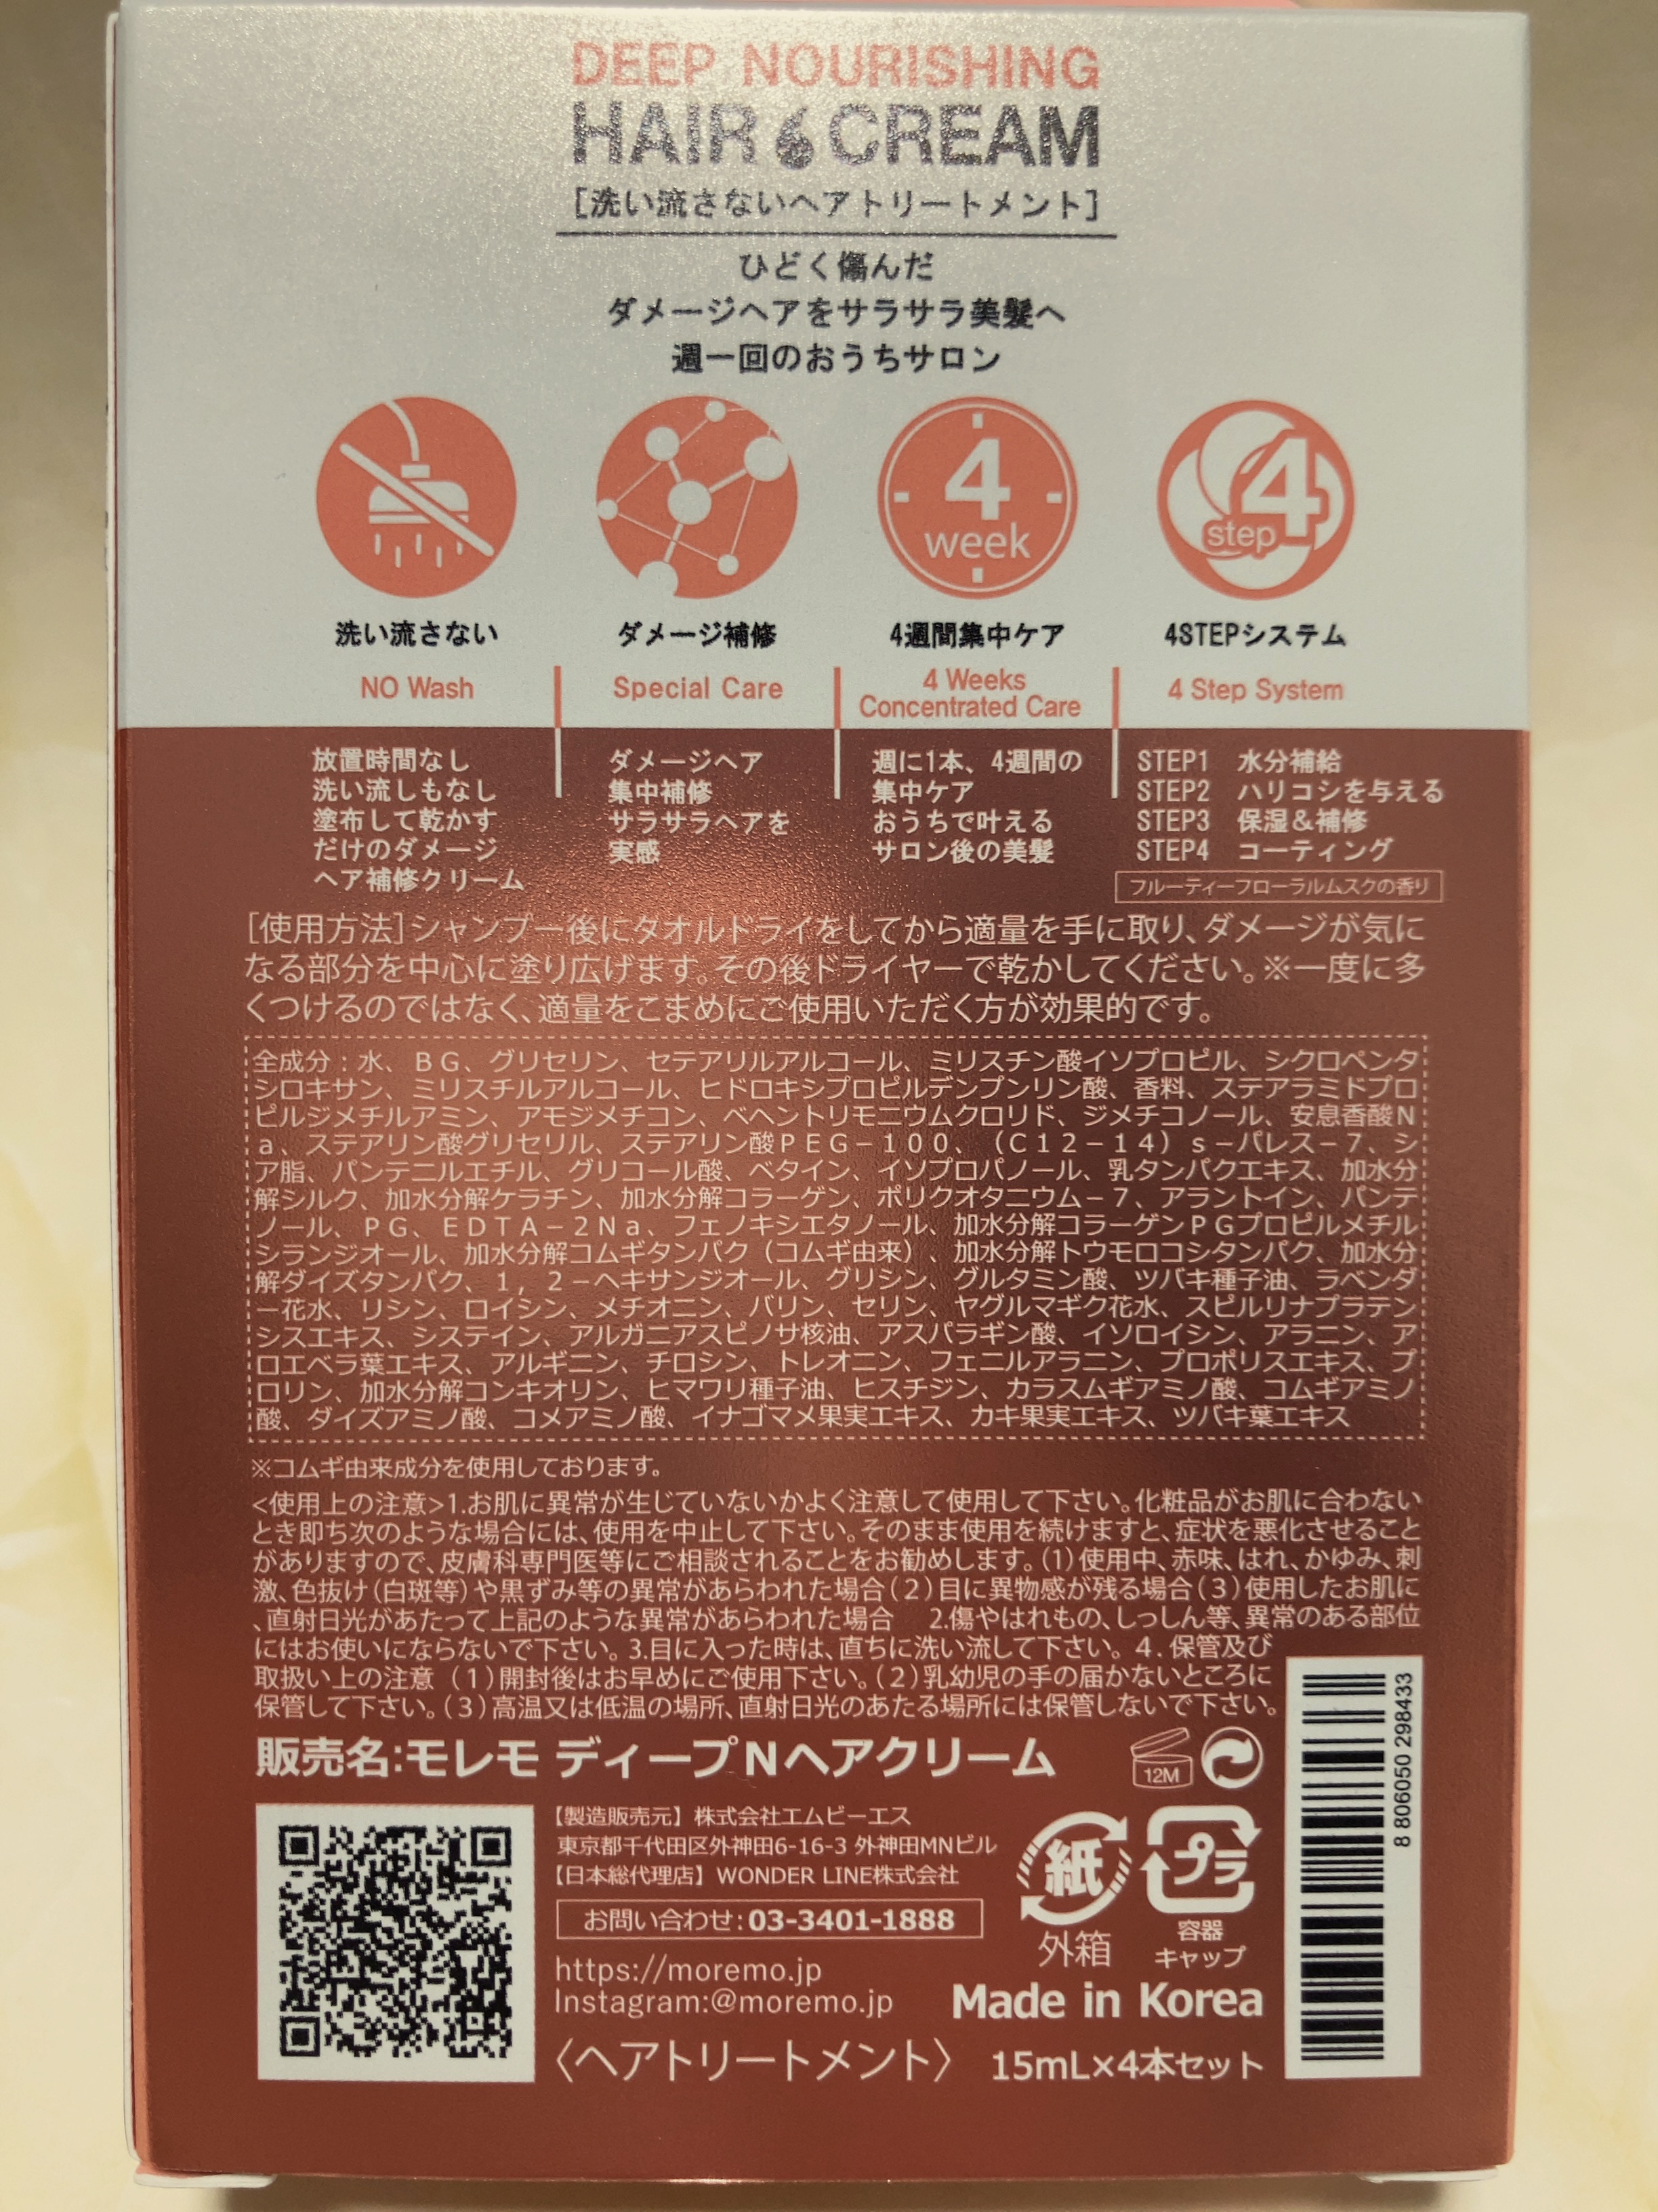 DEEP NOURISHING
HAIR CREAM
[洗い流さないヘアトリートメント]
ひどく傷んだ
ダメージヘアをサラサラ美髪へ
週一回のおうちサロン
4
week
4
step
洗い流さない
NO Wash
ダメージ補修
Special Care
4週間集中ケア
4 Weeks
Concentrated Care
4STEPシステム
4 Step System
放置時間なし
洗い流しもなし
塗布して乾かす
だけのダメージ
ヘア補修クリーム
ダメージヘア
集中補修
サラサラヘアを
実感
週に1本、4週間の
集中ケア
おうちで叶える
サロン後の美髪
STEP1 水分補給
STEP2 ハリコシを与える
STEP3 保湿&補修
STEP4 コーティング
フルーティーフローラルムスクの香り
[使用方法]シャンプー後にタオルドライをしてから適量を手に取り、ダメージが気に
なる部分を中心に塗り広げます。その後ドライヤーで乾かしてください。※一度に多
くつけるのではなく、適量をこまめにご使用いただく方が効果的です。
全成分：水、ＢＧ、グリセリン、セテアリルアルコール、ミリスチン酸イソプロピル、シクロペンタ
シロキサン、ミリスチルアルコール、ヒドロキシプロピルデンプンリン酸、香料、ステアラミドプロ
ピルジメチルアミン、アモジメチコン、ベヘントリモニウムクロリド、ジメチコノール、安息香酸Ｎ
ａ、ステアリン酸グリセリル、ステアリン酸ＰＥＧ－１００、（Ｃ１２－１４）ｓ－パレス－７、シ
ア脂、パンテニルエチル、グリコール酸、ベタイン、イソプロパノール、乳タンパクエキス、加水分
解シルク、加水分解ケラチン、加水分解コラーゲン、ポリクオタニウム－７、アラントイン、パンテ
ノール、ＰＧ、ＥＤＴＡ－２Ｎａ、フェノキシエタノール、加水分解コラーゲンＰＧプロピルメチル
シランジオール、加水分解コムギタンパク（コムギ由来）、加水分解トウモロコシタンパク、加水分
解ダイズタンパク、１，２－ヘキサンジオール、グリシン、グルタミン酸、ツバキ種子油、ラベンダ
ー花水、リシン、ロイシン、メチオニン、バリン、セリン、ヤグルマギク花水、スピルリナプラテン
シスエキス、システイン、アルガニアスピノサ核油、アスパラギン酸、イソロイシン、アラニン、ア
ロエベラ葉エキス、アルギニン、チロシン、トレオニン、フェニルアラニン、プロポリスエキス、プ
ロリン、加水分解コンキオリン、ヒマワリ種子油、ヒスチジン、カラスムギアミノ酸、コムギアミノ
酸、ダイズアミノ酸、コメアミノ酸、イナゴマメ果実エキス、カキ果実エキス、ツバキ葉エキス
※コムギ由来成分を使用しております。
<使用上の注意>1.お肌に異常が生じていないかよく注意して使用して下さい。化粧品がお肌に合わない
とき即ち次のような場合には、使用を中止して下さい。そのまま使用を続けますと、症状を悪化させること
がありますので、皮膚科専門医等にご相談されることをお勧めします。(1)使用中、赤味、はれ、かゆみ、刺
激、色抜け(白斑等)や黒ずみ等の異常があらわれた場合(2)目に異物感が残る場合(3)使用したお肌に
、直射日光があたって上記のような異常があらわれた場合 2.傷やはれもの、しっしん等、異常のある部位
にはお使いにならないで下さい。3.目に入った時は、直ちに洗い流して下さい。４．保管及び
取扱い上の注意 (1)開封後はお早めにご使用下さい。(2)乳幼児の手の届かないところに
保管して下さい。(3)高温又は低温の場所、直射日光のあたる場所には保管しないで下さい。
販売名:モレモ ディープNヘアクリーム
12M
8 806050 298433
【製造販売元】株式会社エムビーエス
東京都千代田区外神田6-16-3 外神田MNビル
【日本総代理店】WONDER LINE株式会社
お問い合わせ:03-3401-1888
https://moremo.jp
Instagram:@moremo.jp
紙
外箱
プラ
容器
キャップ
Made in Korea
〈ヘアトリートメント〉 15mL×4本セット